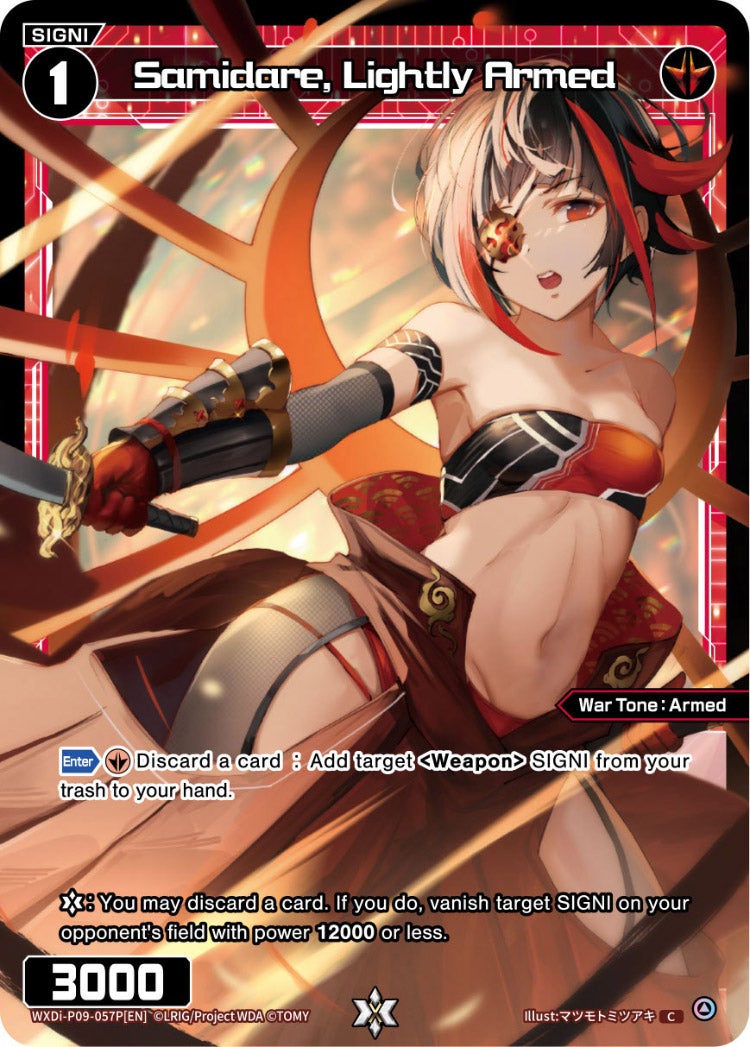 SIGNI
1
Samidare, Lightly Armed
War Tone : Armed
Enter Discard a card : Add target <Weapon> SIGNI from your
trash to your hand.
: You may discard a card. If you do, vanish target SIGNI on your
opponent's field with power 12000 or less.
3000
WXDi-P09-057P[EN] ©LRIG/Project WDA ©TOMY
Illust:マツモトミツアキ C